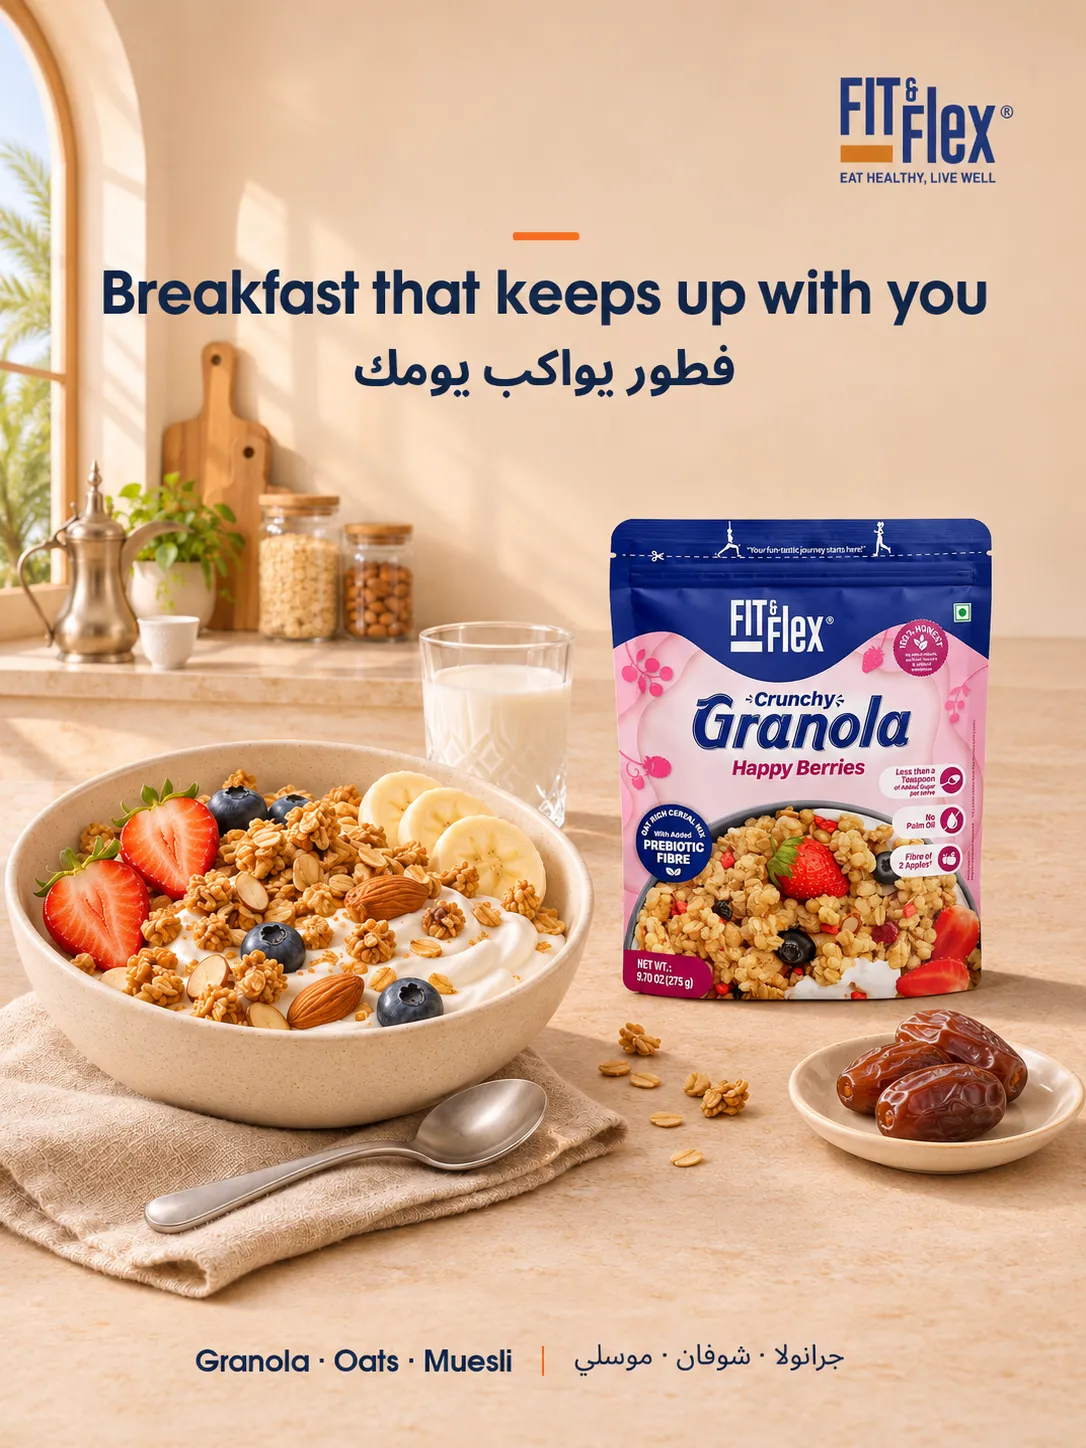 FIT & Flex®
EAT HEALTHY, LIVE WELL
Breakfast that keeps up with you
فطور يواكب يومك
"Your fun-tastic journey starts here!"
FIT & Flex®
100% HONEST
Crunchy
Granola
Happy Berries
Less than a
Teaspoon
of Added Sugar
per serve
No
Palm Oil
Fibre of
2 Apples†
OAT RICH CEREAL MIX
With Added
PREBIOTIC
FIBRE
NET WT.:
9.70 OZ (275 g)
Granola · Oats · Muesli
جرانولا · شوفان · موسلي